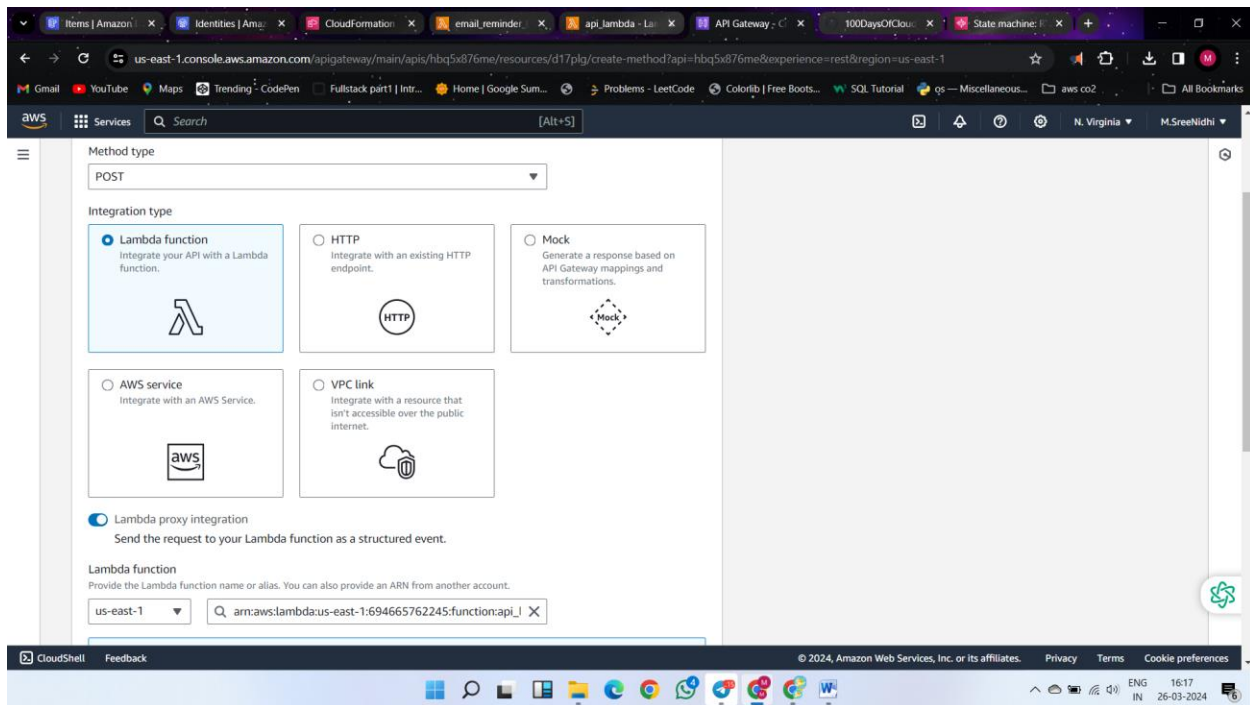 Items | Amazon
Identities | Ama
CloudFormation
email_reminder
api_lambda - La
API Gateway - C
100DaysOfClou
State machine:
us-east-1.console.aws.amazon.com/apigateway/main/apis/hbq5x876me/resources/d17plg/create-method?api=hbq5x876me&experience=rest&region=us-east-1
M
Gmail YouTube Maps Trending - CodePen Fullstack part1 | Intr... Home | Google Sum... Problems - LeetCode Colorlib | Free Boots... SQL Tutorial os — Miscellaneous... aws co2 All Bookmarks
aws Services Search [Alt+S] N. Virginia M.SreeNidhi
Method type
POST
Integration type
Lambda function
Integrate your API with a Lambda
function.
HTTP
Integrate with an existing HTTP
endpoint.
HTTP
Mock
Generate a response based on
API Gateway mappings and
transformations.
Mock
AWS service
Integrate with an AWS Service.
aws
VPC link
Integrate with a resource that
isn't accessible over the public
internet.
Lambda proxy integration
Send the request to your Lambda function as a structured event.
Lambda function
Provide the Lambda function name or alias. You can also provide an ARN from another account.
us-east-1
arn:aws:lambda:us-east-1:694665762245:function:api_l
CloudShell Feedback © 2024, Amazon Web Services, Inc. or its affiliates. Privacy Terms Cookie preferences
ENG
IN
16:17
26-03-2024
6